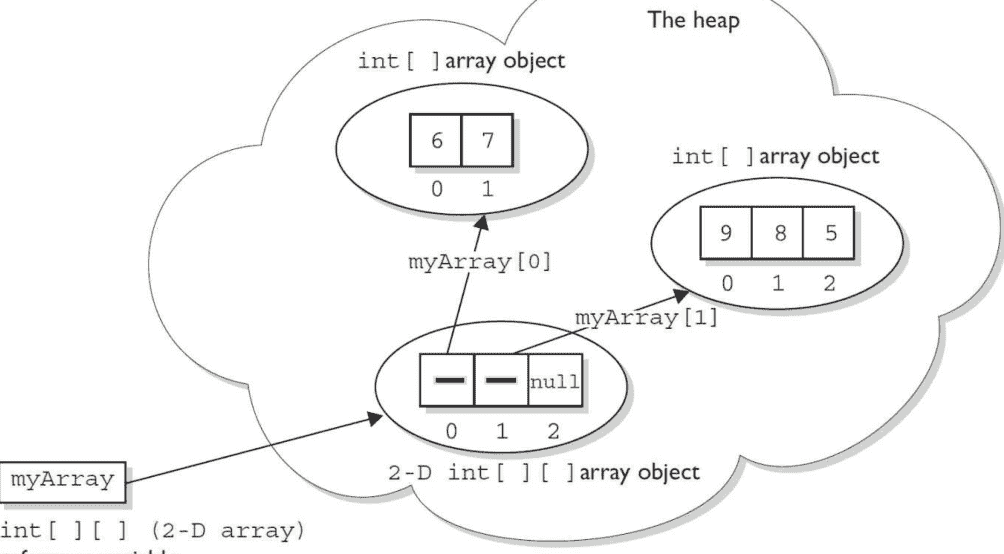 The heap
int[ ] array object
6 7
0 1
int[ ] array object
9 8 5
0 1 2
myArray[0]
myArray[1]
null
0 1 2
2-D int[ ][ ] array object
myArray
int[ ][ ] (2-D array)